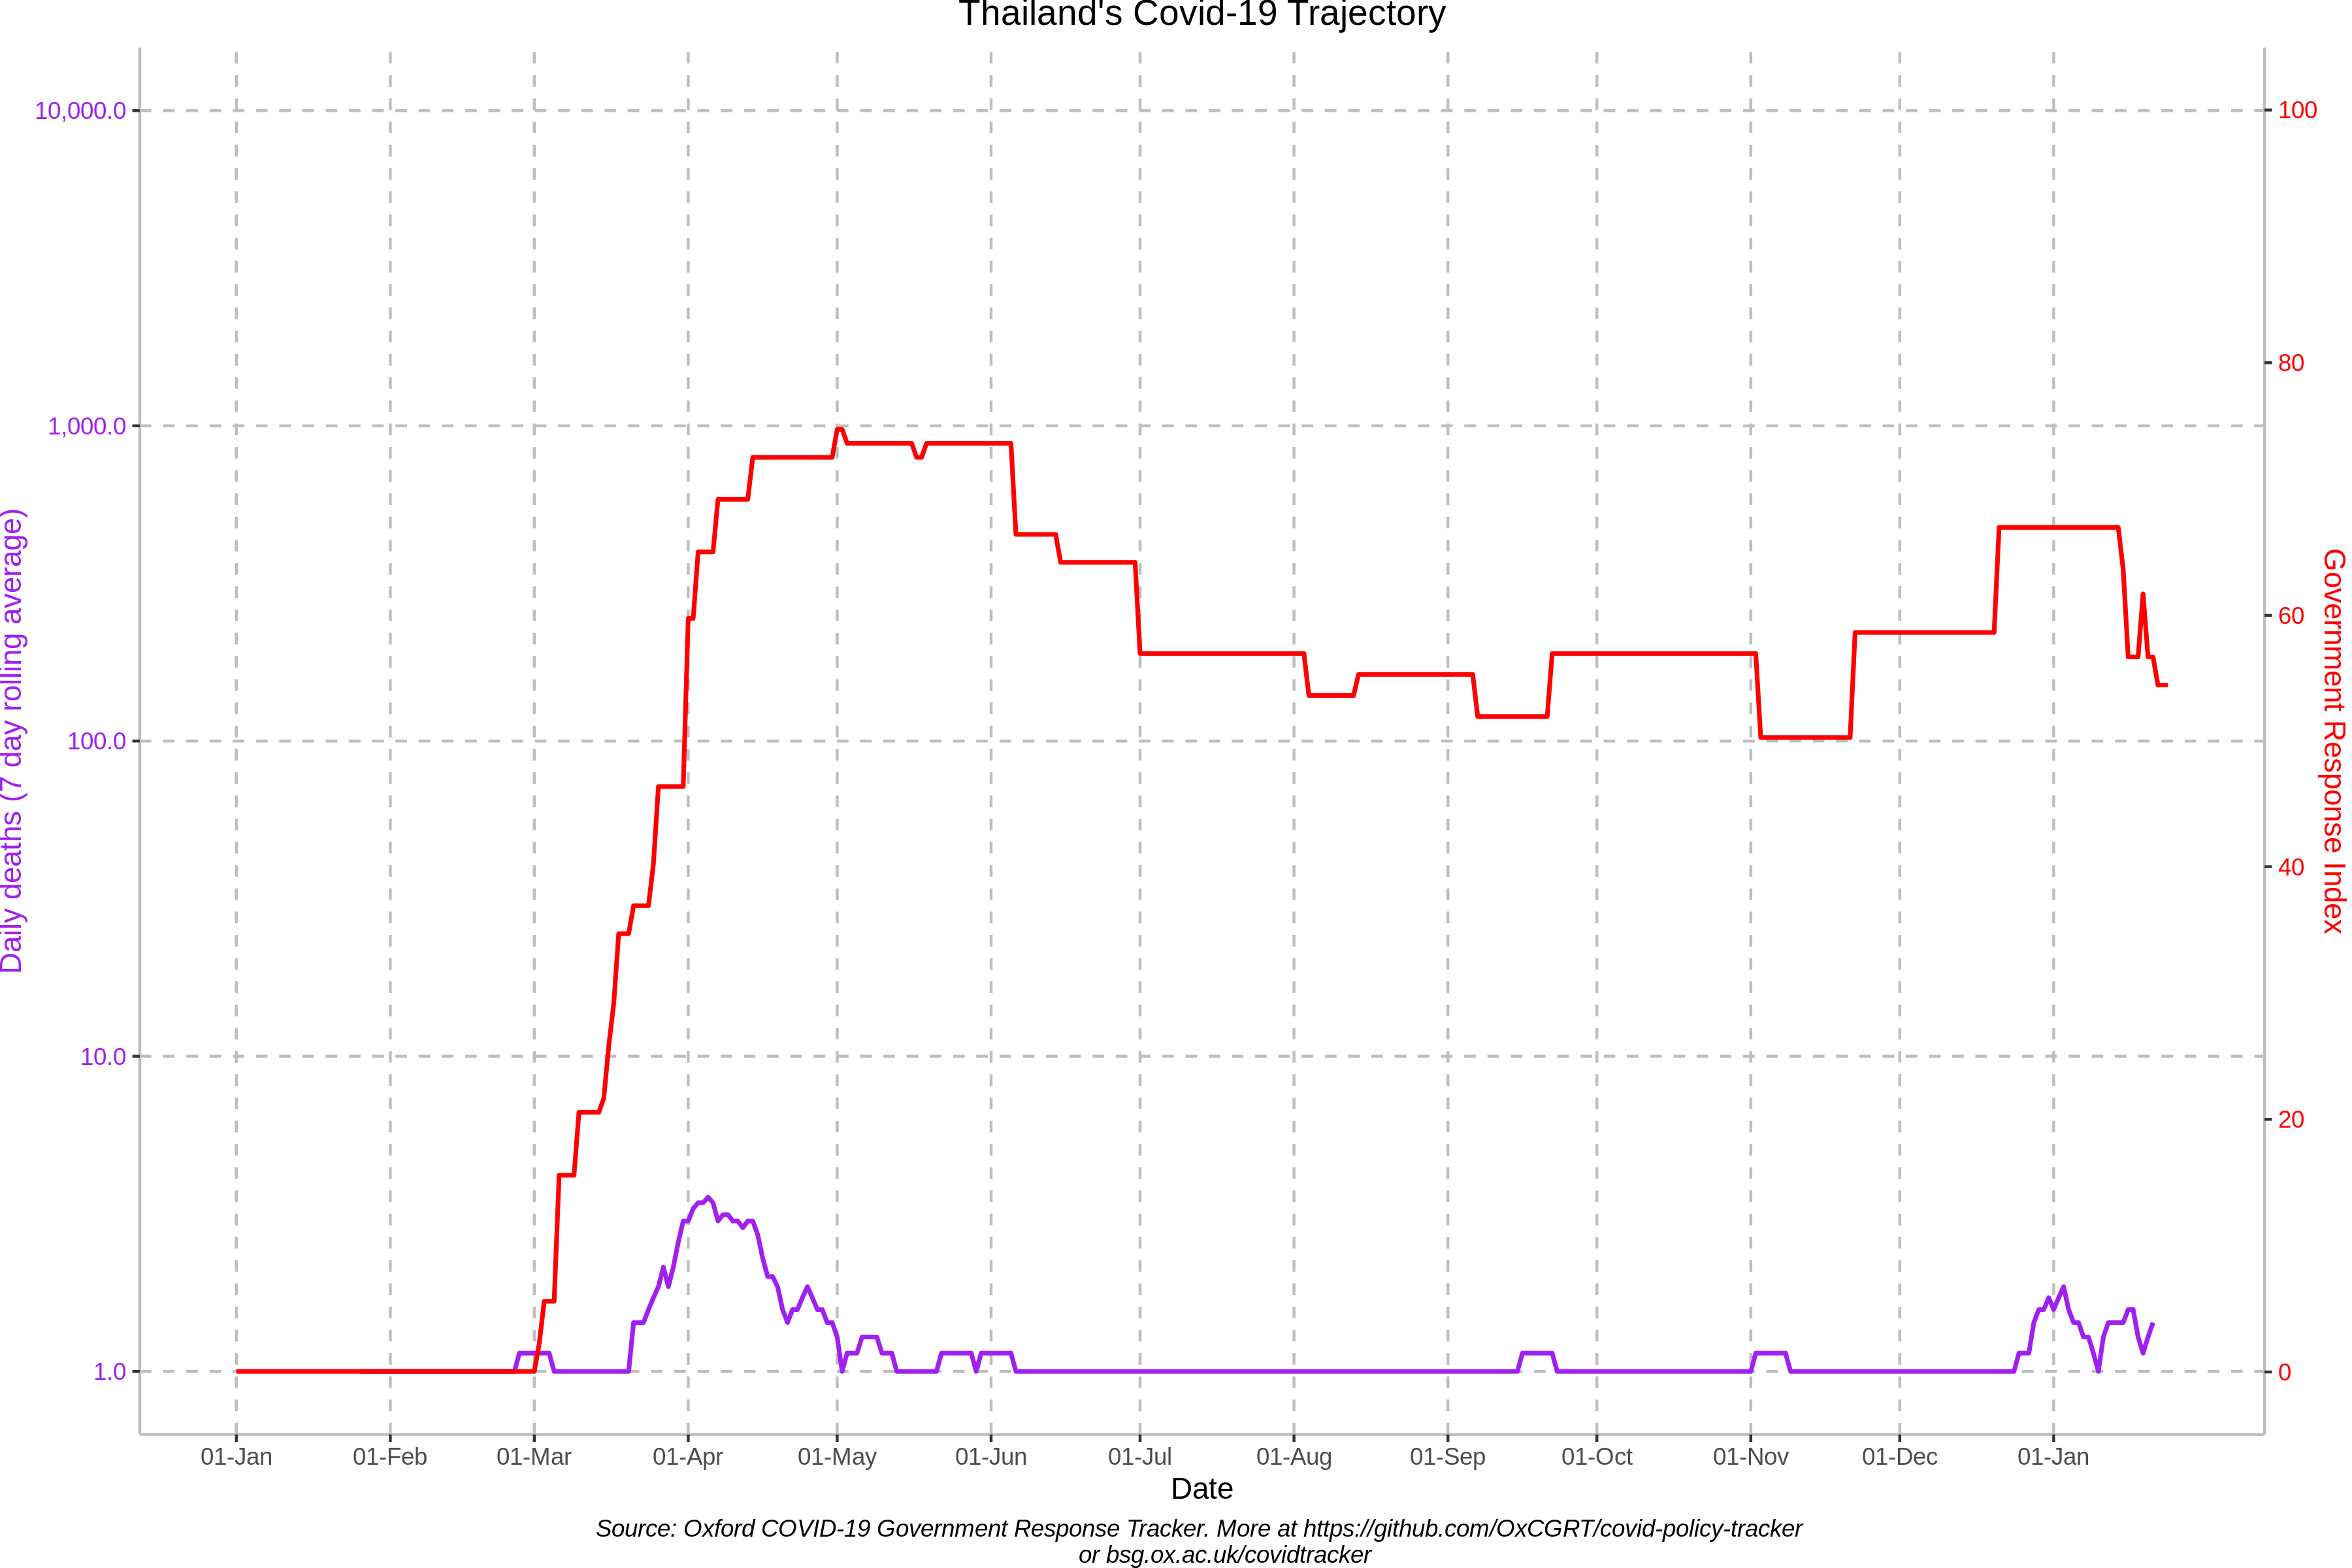 Thailand's Covid-19 Trajectory
10,000.0
1,000.0
100.0
10.0
1.0
Daily deaths (7 day rolling average)
100
80
60
40
20
0
Government Response Index
01-Jan 01-Feb 01-Mar 01-Apr 01-May 01-Jun 01-Jul 01-Aug 01-Sep 01-Oct 01-Nov 01-Dec 01-Jan
Date
Source: Oxford COVID-19 Government Response Tracker. More at https://github.com/OxCGRT/covid-policy-tracker
or bsg.ox.ac.uk/covidtracker